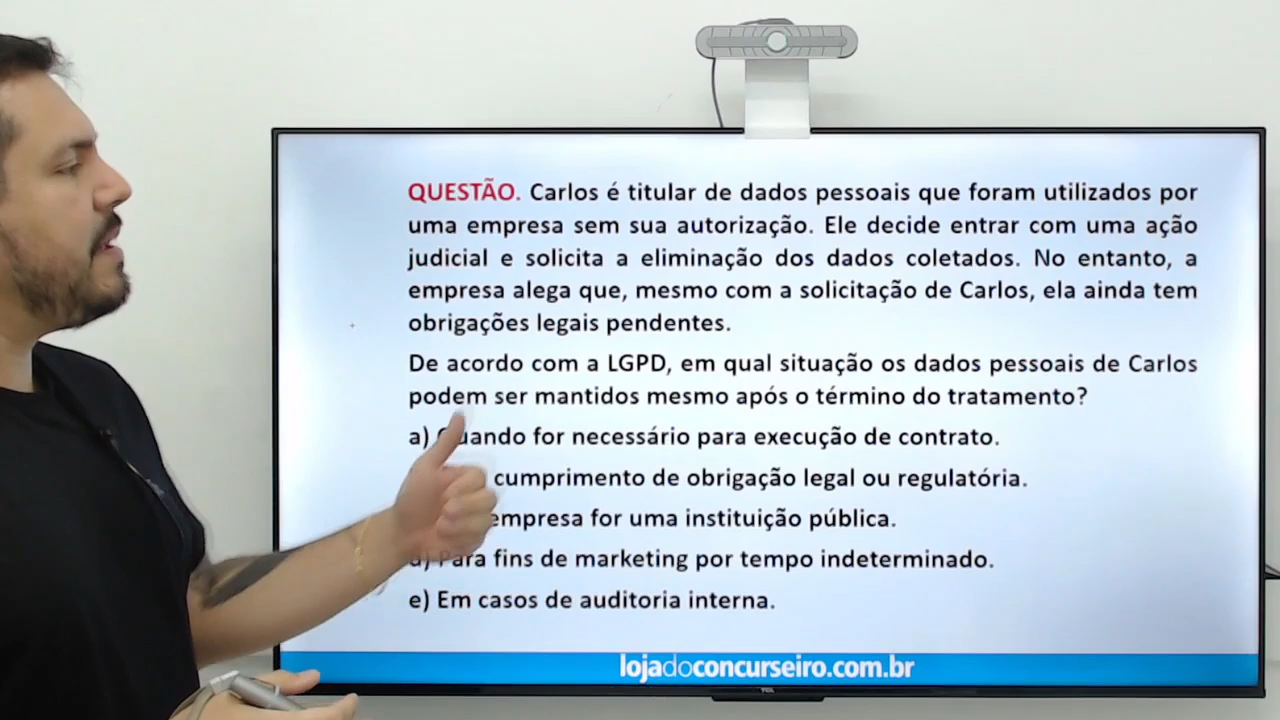 QUESTÃO. Carlos é titular de dados pessoais que foram utilizados por
uma empresa sem sua autorização. Ele decide entrar com uma ação
judicial e solicita a eliminação dos dados coletados. No entanto, a
empresa alega que, mesmo com a solicitação de Carlos, ela ainda tem
obrigações legais pendentes.
De acordo com a LGPD, em qual situação os dados pessoais de Carlos
podem ser mantidos mesmo após o término do tratamento?
a) Quando for necessário para execução de contrato.
cumprimento de obrigação legal ou regulatória.
empresa for uma instituição pública.
d) Para fins de marketing por tempo indeterminado.
e) Em casos de auditoria interna.
lojadoconcurseiro.com.br
TCL